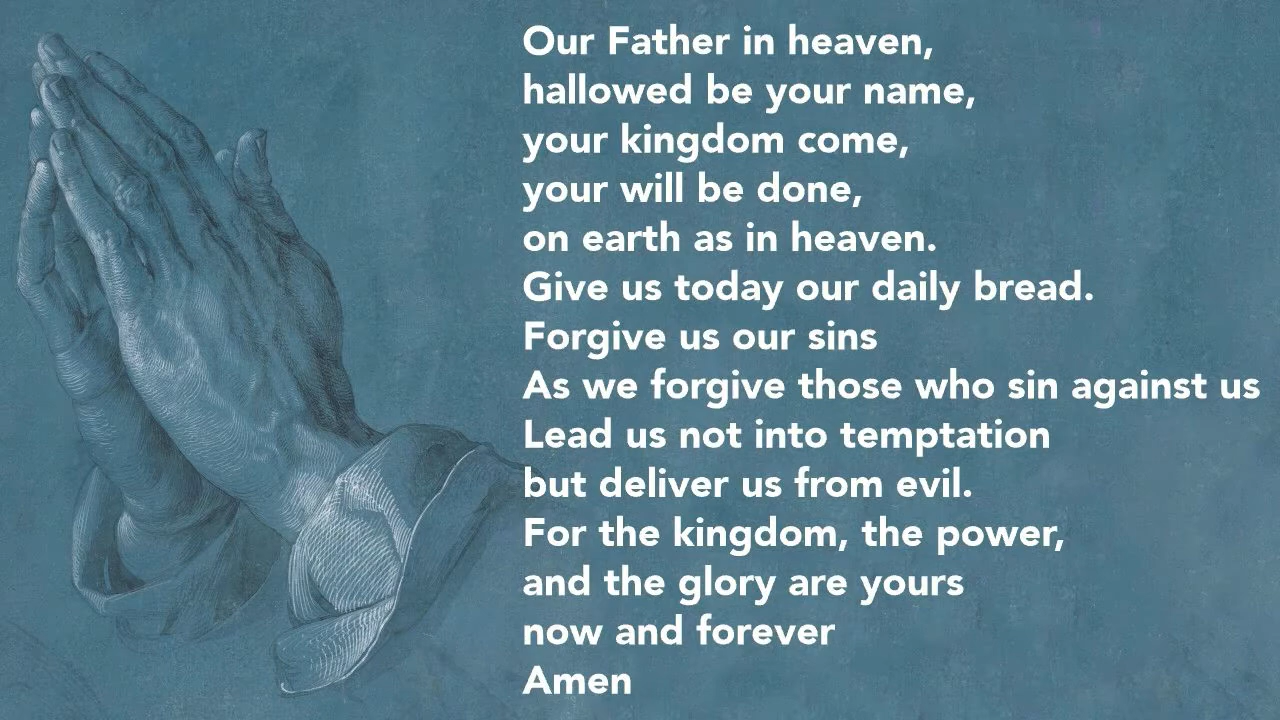 Our Father in heaven,
hallowed be your name,
your kingdom come,
your will be done,
on earth as in heaven.
Give us today our daily bread.
Forgive us our sins
As we forgive those who sin against us
Lead us not into temptation
but deliver us from evil.
For the kingdom, the power,
and the glory are yours
now and forever
Amen